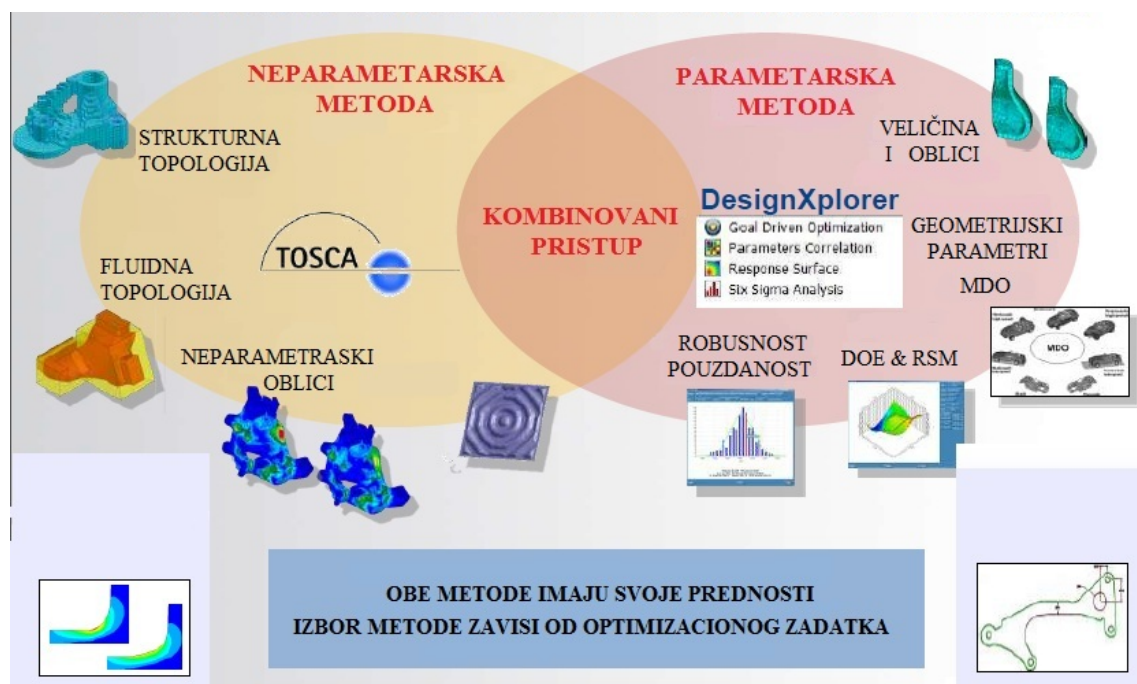 NEPARAMETARSKA
METODA
PARAMETARSKA
METODA
STRUKTURNA
TOPOLOGIJA
VELIČINA
I OBLICI
KOMBINOVANI
PRISTUP
DesignXplorer
Goal Driven Optimization
Parameters Correlation
Response Surface
Six Sigma Analysis
GEOMETRIJSKI
PARAMETRI
MDO
TOSCA
FLUIDNA
TOPOLOGIJA
NEPARAMETRASKI
OBLICI
ROBUSNOST
POUZDANOST
DOE & RSM
MDO
OBE METODE IMAJU SVOJE PREDNOSTI
IZBOR METODE ZAVISI OD OPTIMIZACIONOG ZADATKA